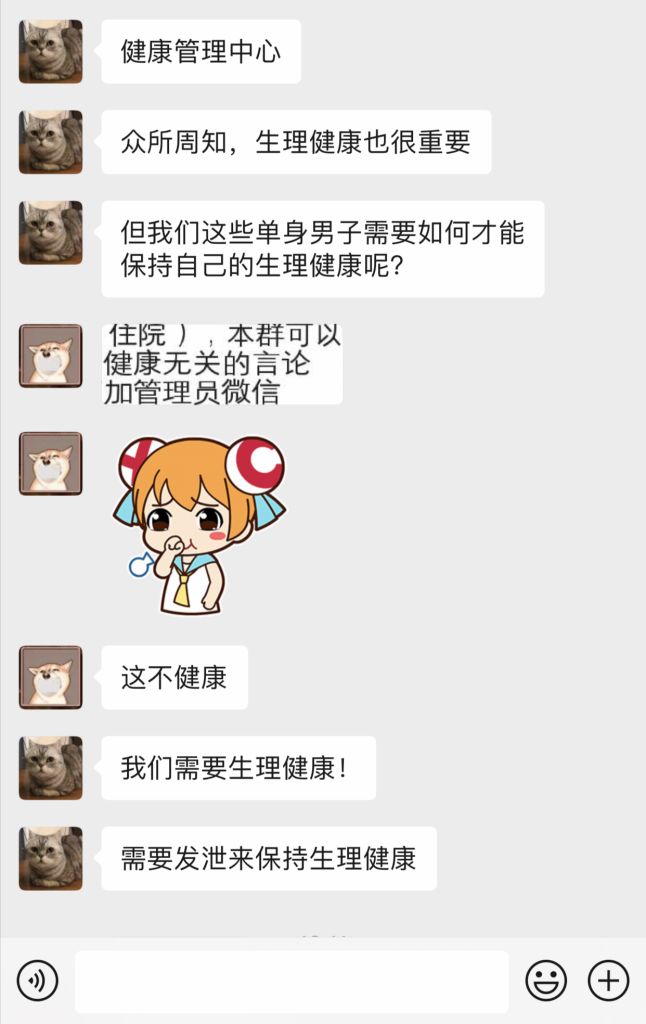 健康管理中心
众所周知，生理健康也很重要
但我们这些单身男子需要如何才能
保持自己的生理健康呢？
住院 ），本群可以
健康无关的言论
加管理员微信
这不健康
我们需要生理健康！
需要发泄来保持生理健康